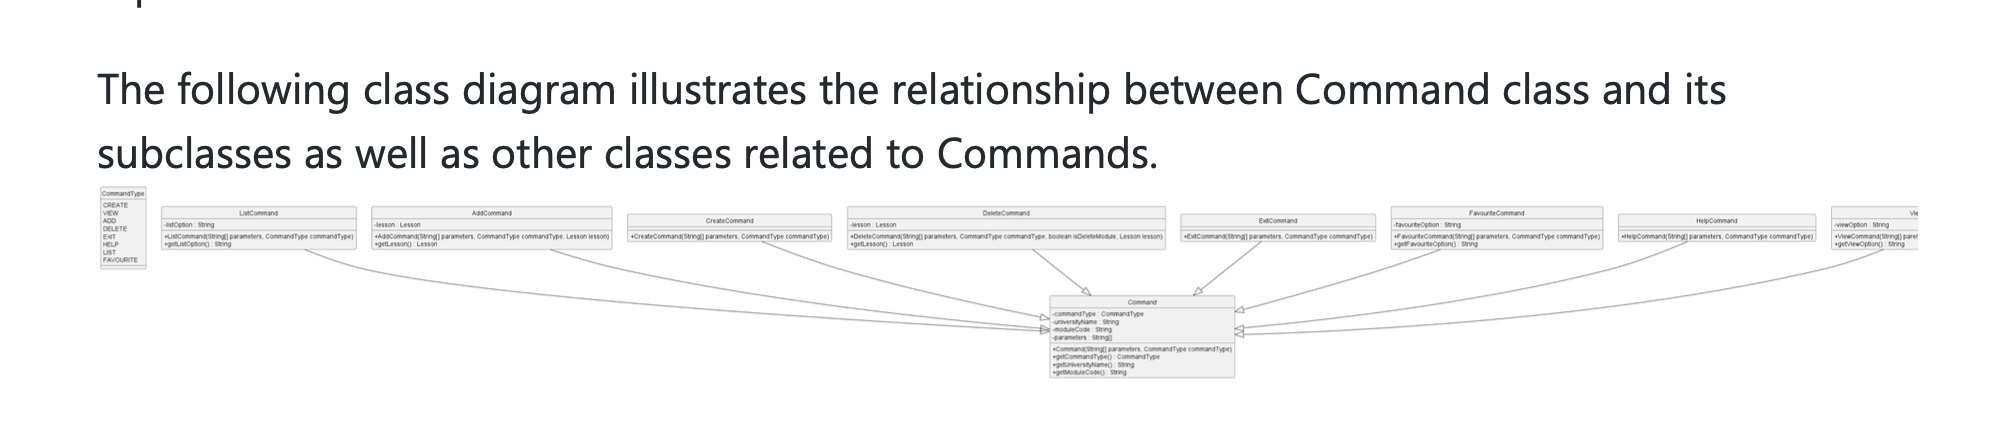 The following class diagram illustrates the relationship between Command class and its
subclasses as well as other classes related to Commands.
CommandType
CREATE
VIEW
ADD
DELETE
EXIT
HELP
LIST
FAVOURITE
ListCommand
-listOption : String
+ListCommand(String[] parameters, CommandType commandType)
+getListOption() : String
AddCommand
-lesson : Lesson
+AddCommand(String[] parameters, CommandType commandType, Lesson lesson)
+getLesson() : Lesson
CreateCommand
+CreateCommand(String[] parameters, CommandType commandType)
DeleteCommand
-lesson : Lesson
+DeleteCommand(String[] parameters, CommandType commandType, boolean isDeleteModule, Lesson lesson)
+getLesson() : Lesson
ExitCommand
+ExitCommand(String[] parameters, CommandType commandType)
FavouriteCommand
-favouriteOption : String
+FavouriteCommand(String[] parameters, CommandType commandType)
+getFavouriteOption() : String
HelpCommand
+HelpCommand(String[] parameters, CommandType commandType)
Vie
-viewOption : String
+ViewCommand(String[] parar
+getViewOption() : String
Command
-commandType : CommandType
-universityName : String
-moduleCode : String
-parameters : String[]
+Command(String[] parameters, CommandType commandType)
+getCommandType() : CommandType
+getUniversityName() : String
+getModuleCode() : String